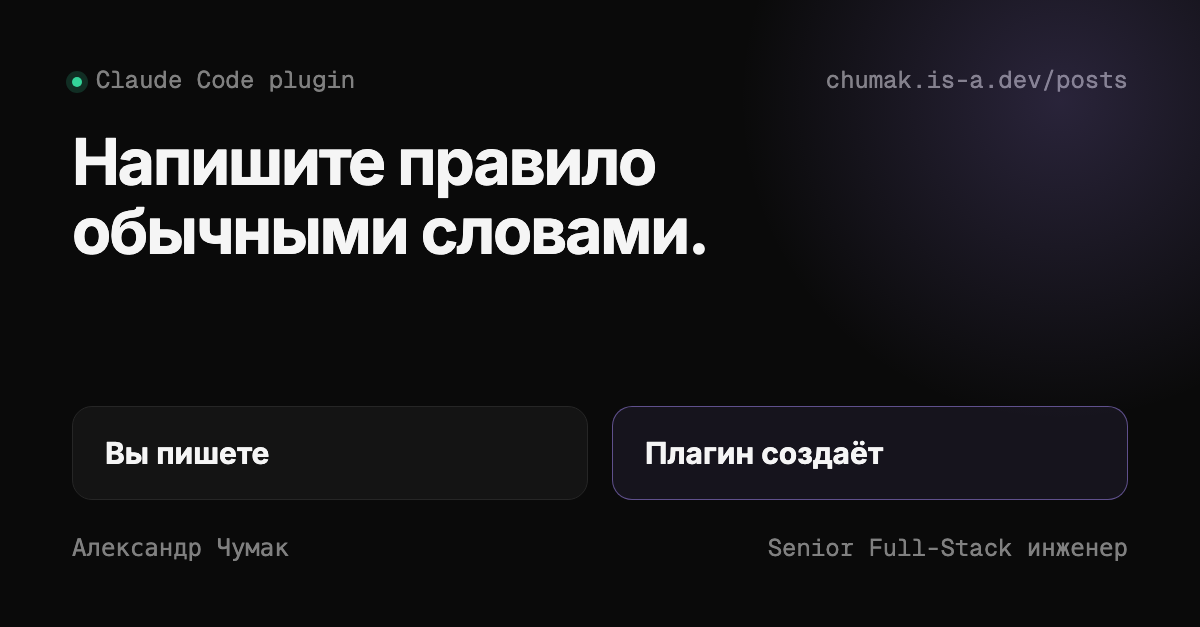 Claude Code plugin
chumak.is-a.dev/posts
Напишите правило
обычными словами.
Вы пишете
Плагин создаёт
Александр Чумак
Senior Full-Stack инженер